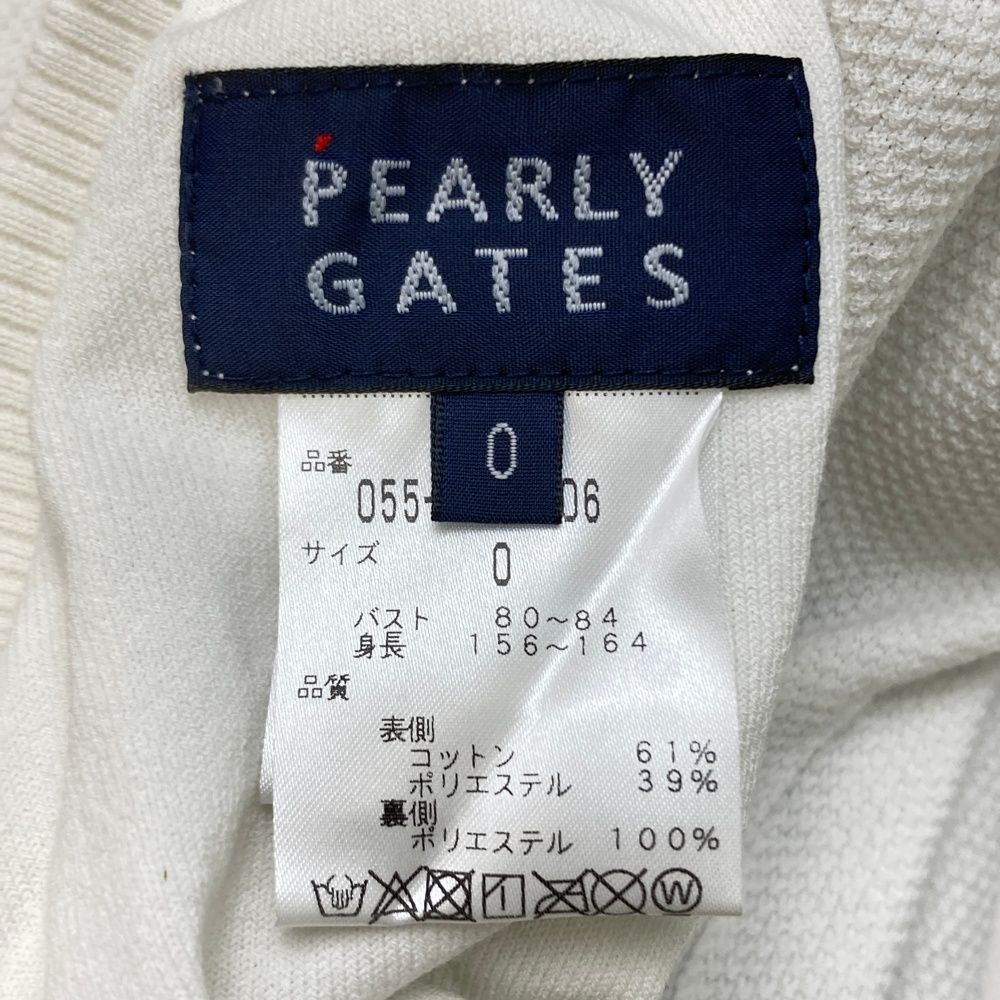 PEARLY
GATES
0
品番
055- 06
サイズ
0
バスト 80~84
身長 156~164
品質
表側
コットン 61%
ポリエステル 39%
裏側
ポリエステル 100%
W